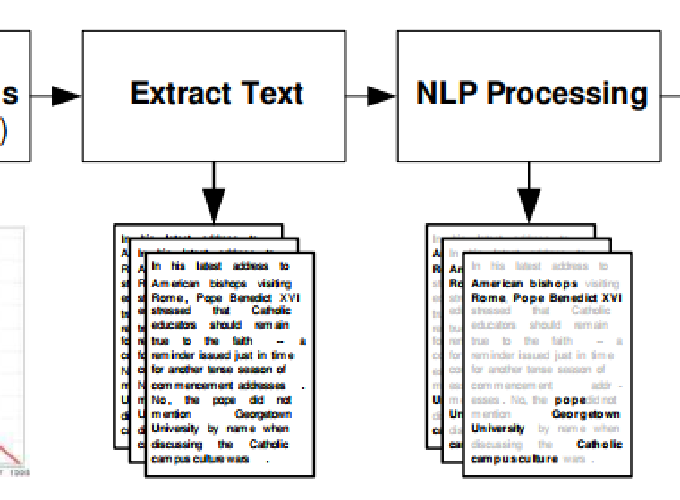 s
)
Extract Text
NLP Processing
In his latest address to
American bishops visiting
Rome, Pope Benedict XVI
stressed that Catholic
educators should remain
true to the faith -- a
reminder issued just in time
for another tense season of
commencement addresses .
No, the pope did not
mention Georgetown
University by name when
discussing the Catholic
campus culture wars .
In his latest address to
American bishops visiting
Rome, Pope Benedict XVI
stressed that Catholic
educators should remain
true to the faith -- a
reminder issued just in time
for another tense season of
commencement addr -
esses . No, the pope did not
mention Georgetown
University by name when
discussing the Catholic
campus culture wars .